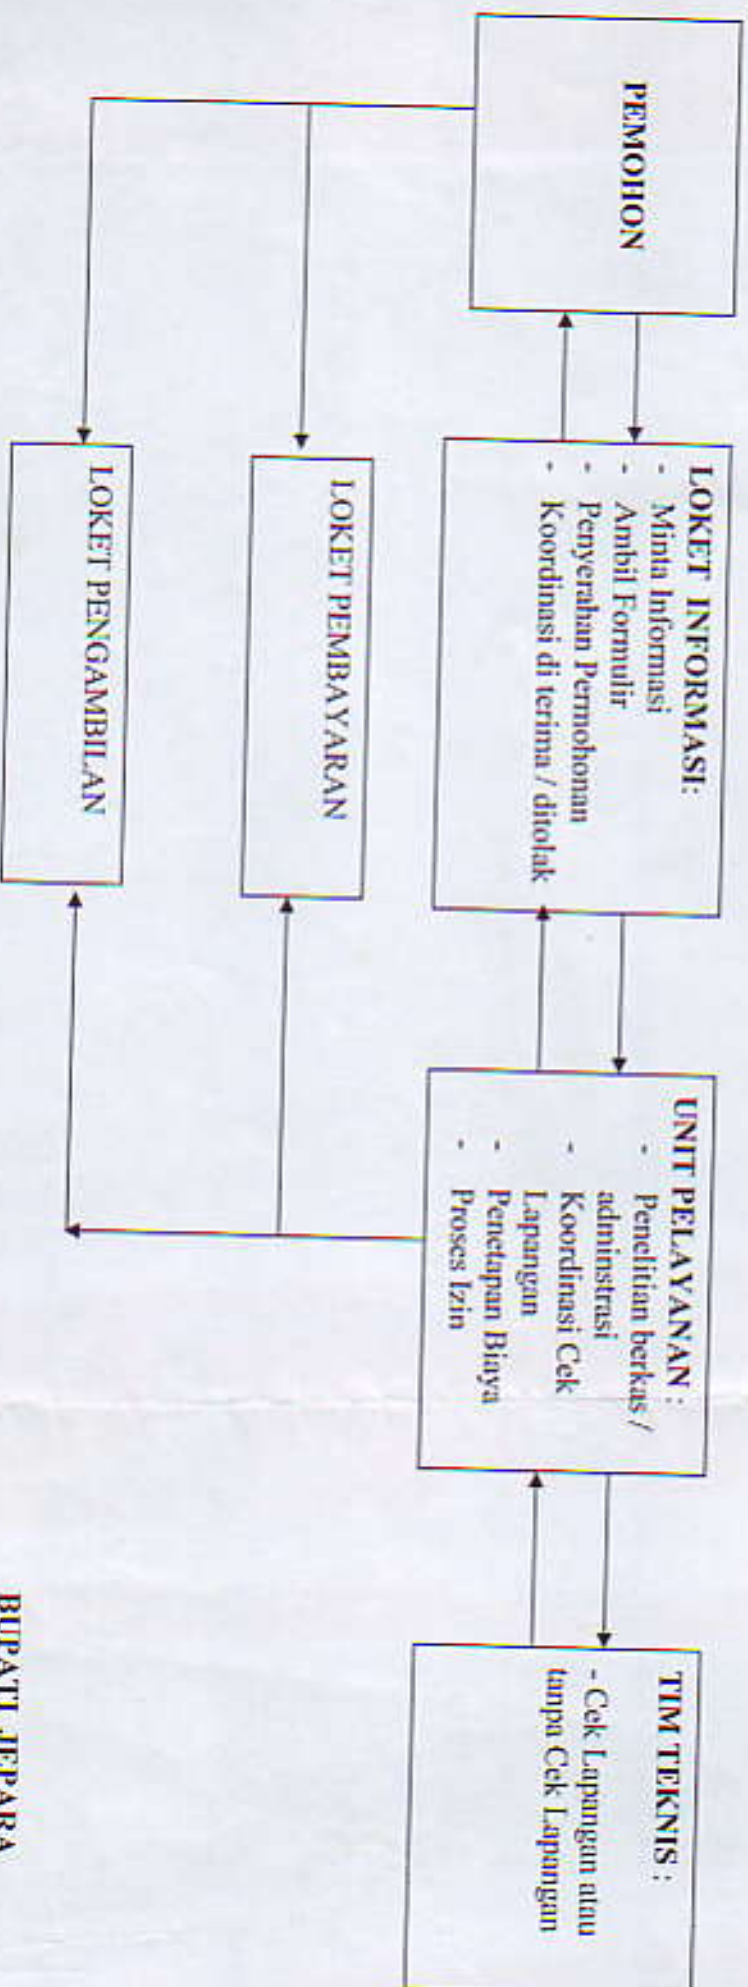 PEMOHON
LOKET INFORMASI:
- Minta Informasi
- Ambil Formulir
- Penyerahan Permohonan
- Koordinasi di terima / ditolak
UNIT PELAYANAN :
- Penelitian berkas /
adminstrasi
- Koordinasi Cek
Lapangan
- Penetapan Biaya
- Proses Izin
TIM TEKNIS :
- Cek Lapangan atau
tanpa Cek Lapangan
LOKET PEMBAYARAN
LOKET PENGAMBILAN
BUPATI JEPARA